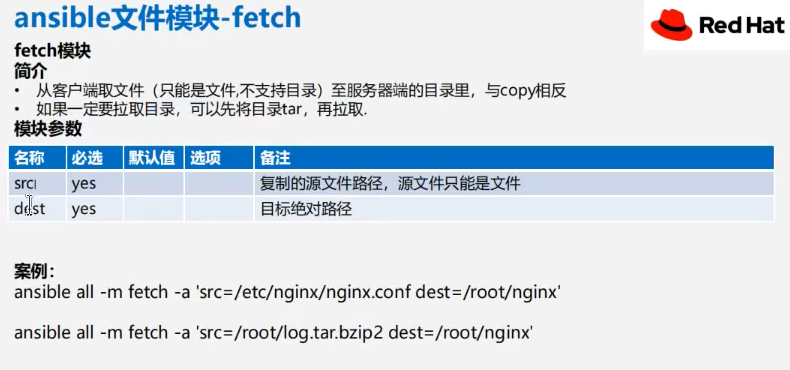 ansible文件模块-fetch
Red Hat
fetch模块
简介
• 从客户端取文件（只能是文件,不支持目录）至服务器端的目录里，与copy相反
• 如果一定要拉取目录，可以先将目录tar，再拉取.
模块参数
名称 必选 默认值 选项 备注
src yes 复制的源文件路径，源文件只能是文件
dest yes 目标绝对路径
案例：
ansible all -m fetch -a 'src=/etc/nginx/nginx.conf dest=/root/nginx'
ansible all -m fetch -a 'src=/root/log.tar.bzip2 dest=/root/nginx'